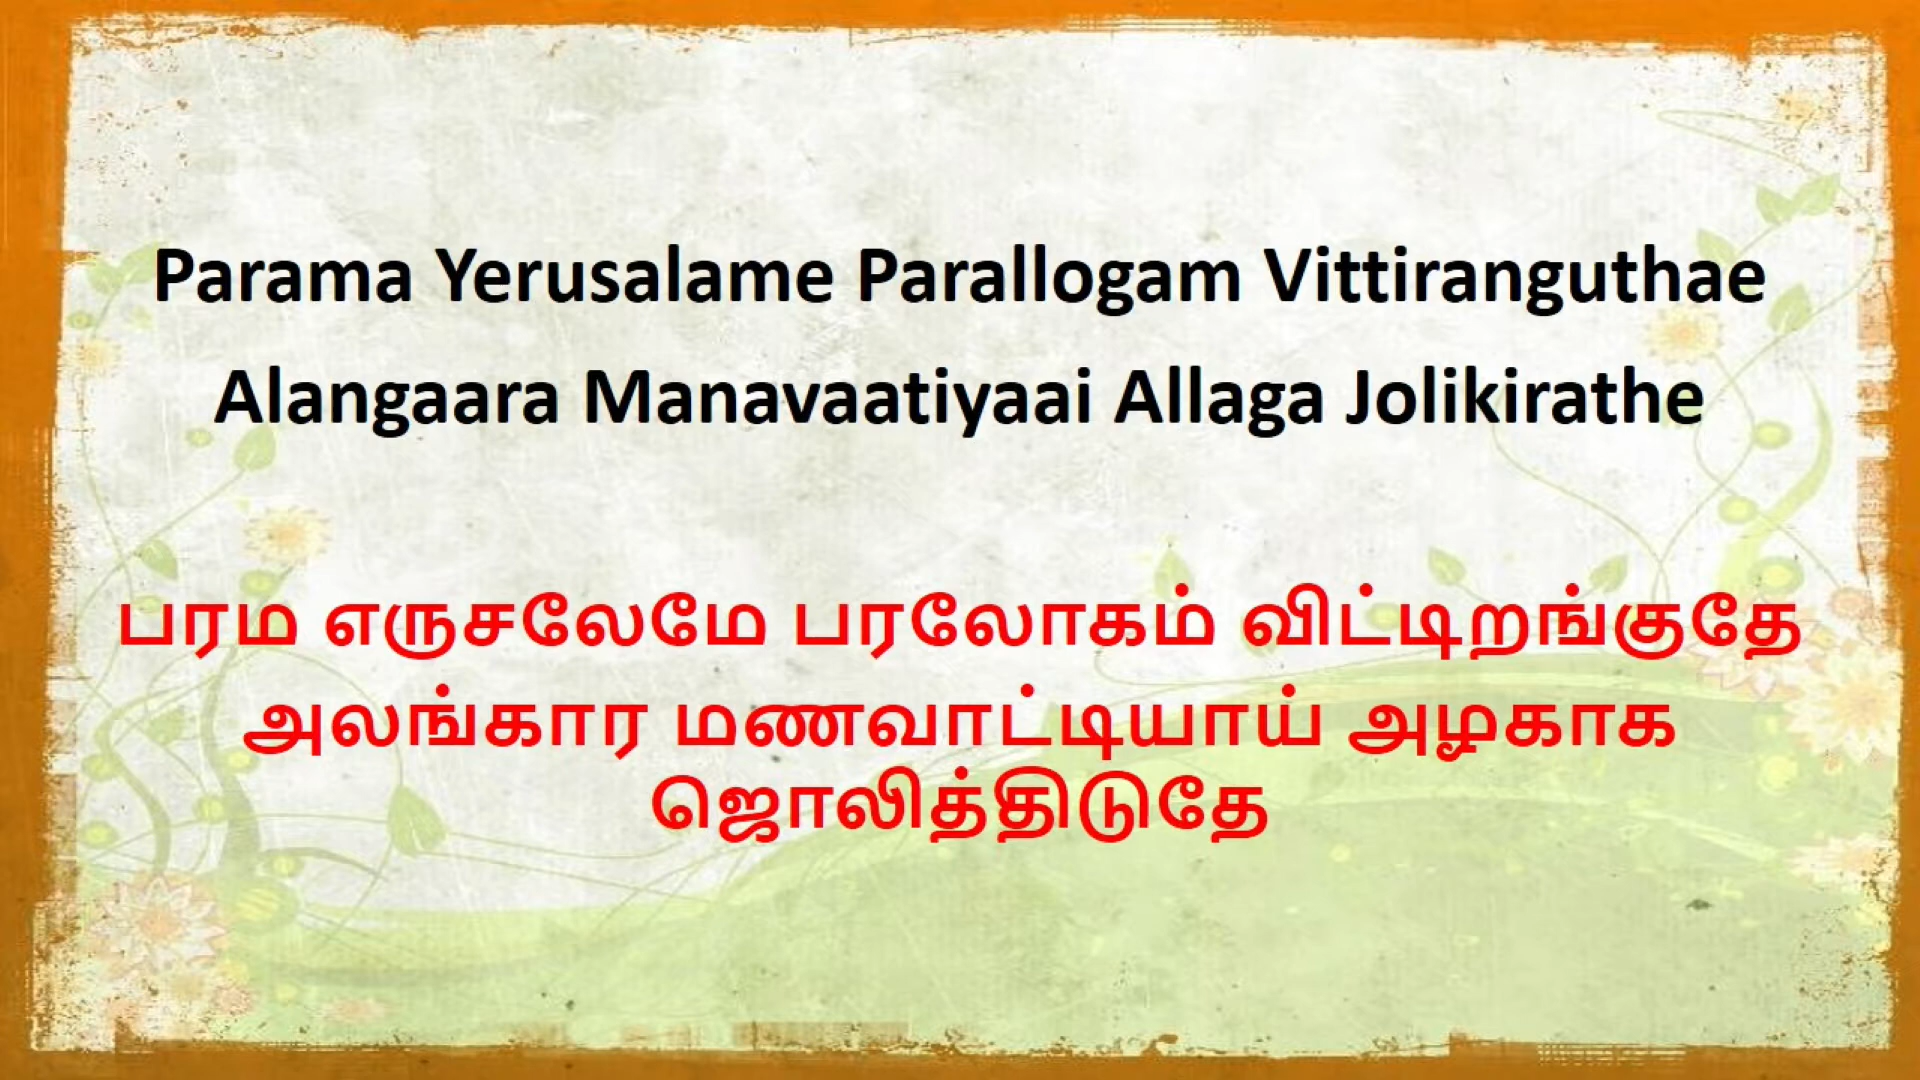 Parama Yerusalame Parallogam Vittiranguthae
Alangaara Manavaatiyaai Allaga Jolikirathe
பரம எருசலேமே பரலோகம் விட்டிறங்குதே
அலங்கார மணவாட்டியாய் அழகாக
ஜொலித்திடுதே